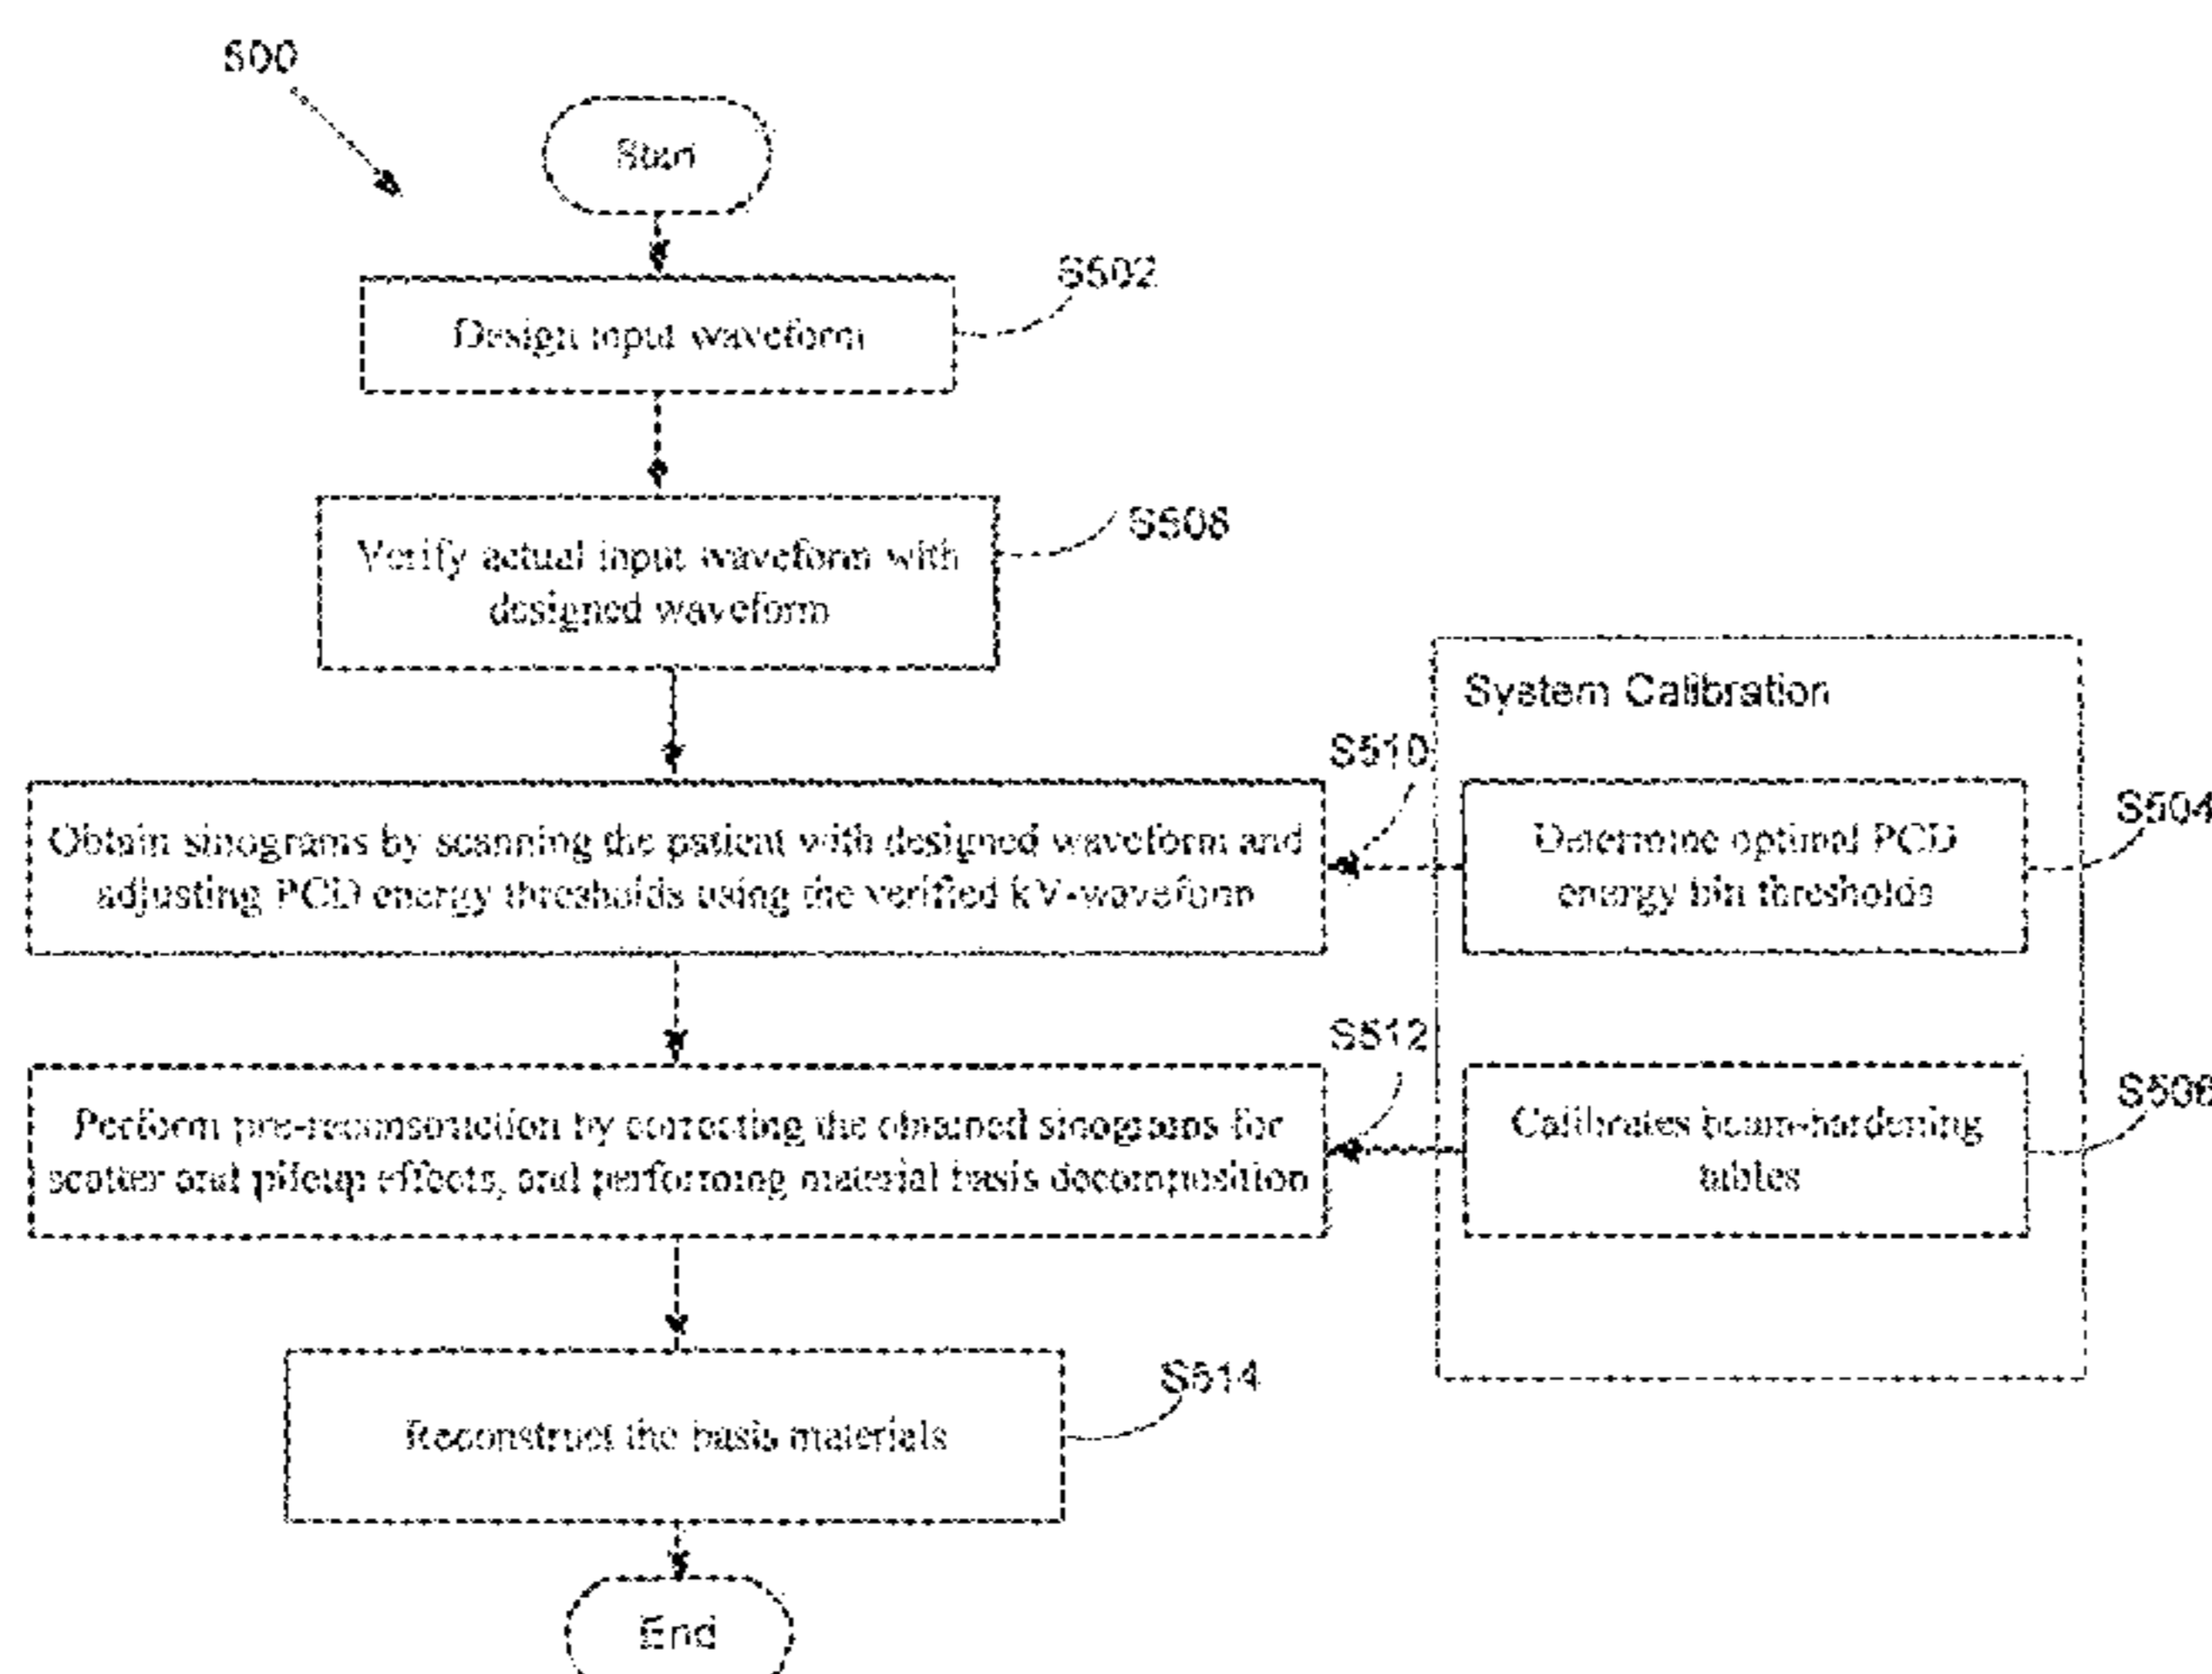 500
Start
Design input waveform
S502
Verify actual input waveform with
designed waveform
S508
System Calibration
Obtain sinograms by scanning the patient with designed waveform and
adjusting PCD energy thresholds using the verified kV-waveform
S510
Determine optimal PCD
energy bin thresholds
S504
Perform pre-reconstruction by correcting the obtained sinograms for
scatter and pileup effects, and performing material basis decomposition
S512
Calibrates beam-hardening
tables
S506
Reconstruct the basis materials
S514
End